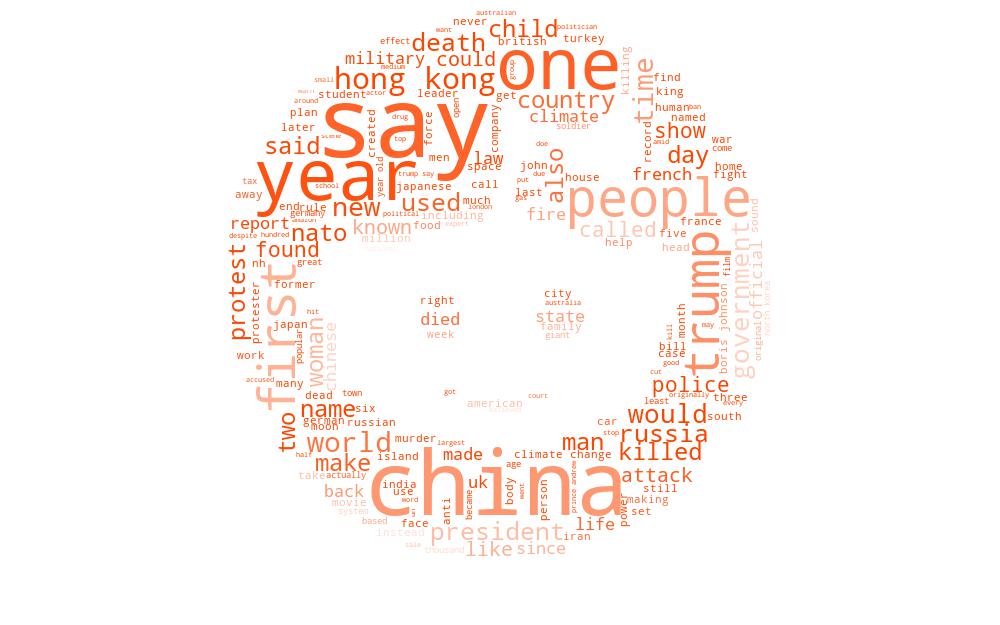 australian
never
want
child
politician
effect
death
british
turkey
military
could
one
medium
group
killing
small
hong kong
time
find
student
actor
leader
get
country
king
around
say
open
human
ban
plan
drug
force
company
climate
named
later
created
soldier
record
show
war
said
top
doe
amid
come
men
law
space
john
due
also
day
home
year
year old
trump say
call
put
house
french
fight
tax
school
japanese
last
people
away
used
much
gas
end
rule
new
political
london
fire
sound
germany
including
france
report
nato
known
food
expert
called
five
despite
hundred
million
help
head
found
protest
nh
great
trump
government
official
film
first
former
right
city
north korea
protester
hit
australia
month
boris johnson
japan
died
state
may
original
woman
chinese
week
family
kill
giant
popular
bill
work
case
good
accused
many
cut
police
dead
town
got
court
originally
three
name
six
american
least
every
two
german
russian
would
south
moon
car
russia
world
murder
largest
man
stop
killed
half
island
made
climate change
make
china
age
attack
take
actually
india
uk
body
went
person
prince andrew
still
back
use
became
power
making
movie
word
anti
system
set
based
face
life
instead
president
iran
thousand
like
since